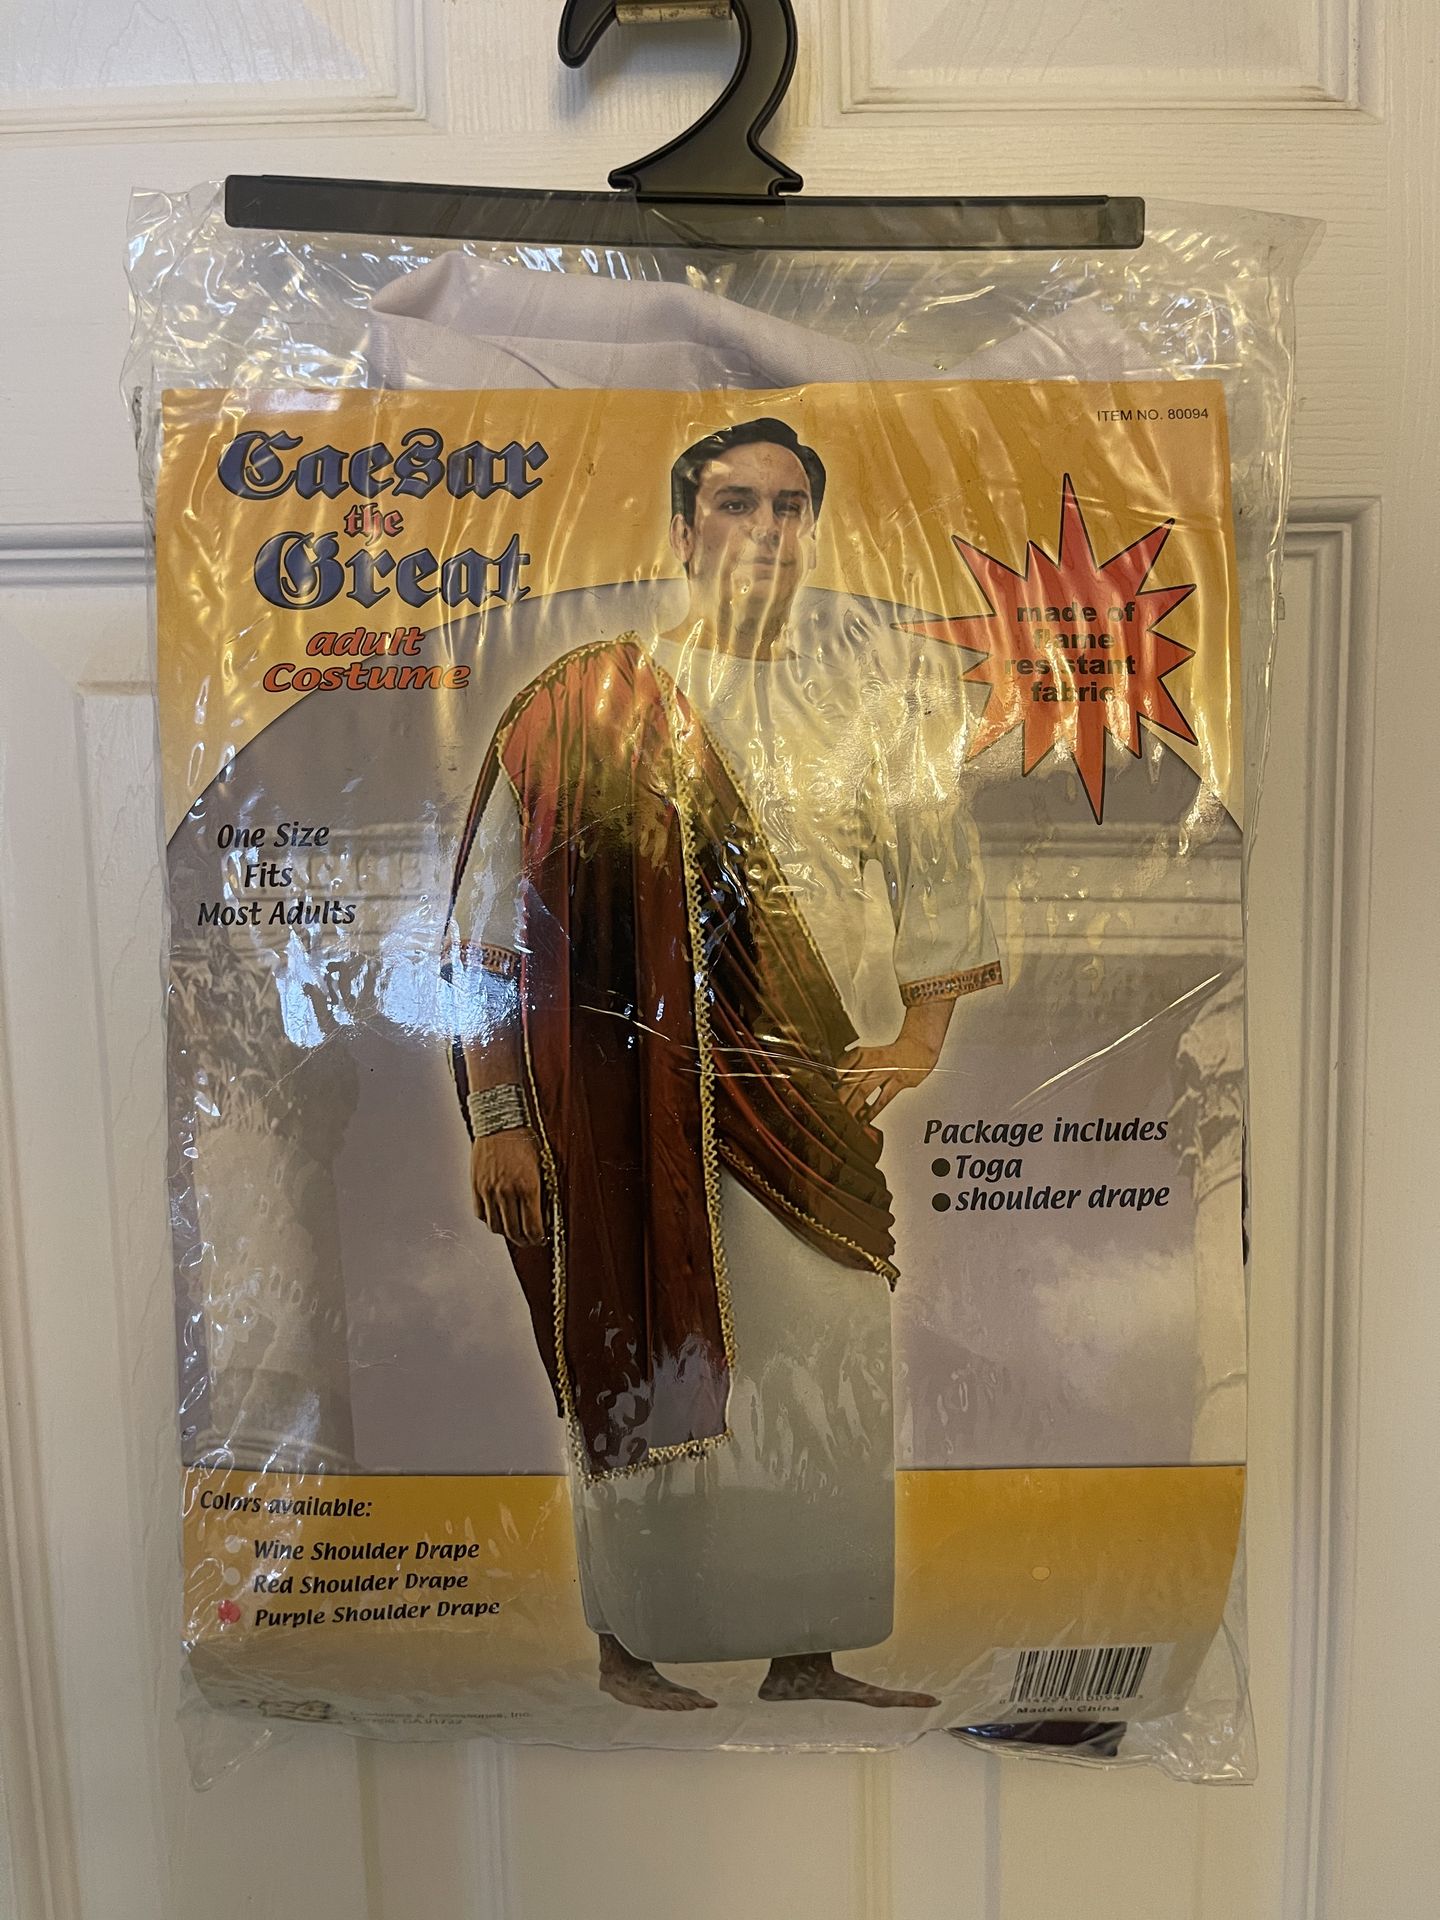 ITEM NO. 80094
Caesar
the
Great
adult
Costume
made of
flame
resistant
fabric
One Size
Fits
Most Adults
Package includes
● Toga
● shoulder drape
Colors available:
Wine Shoulder Drape
Red Shoulder Drape
Purple Shoulder Drape
Made in China